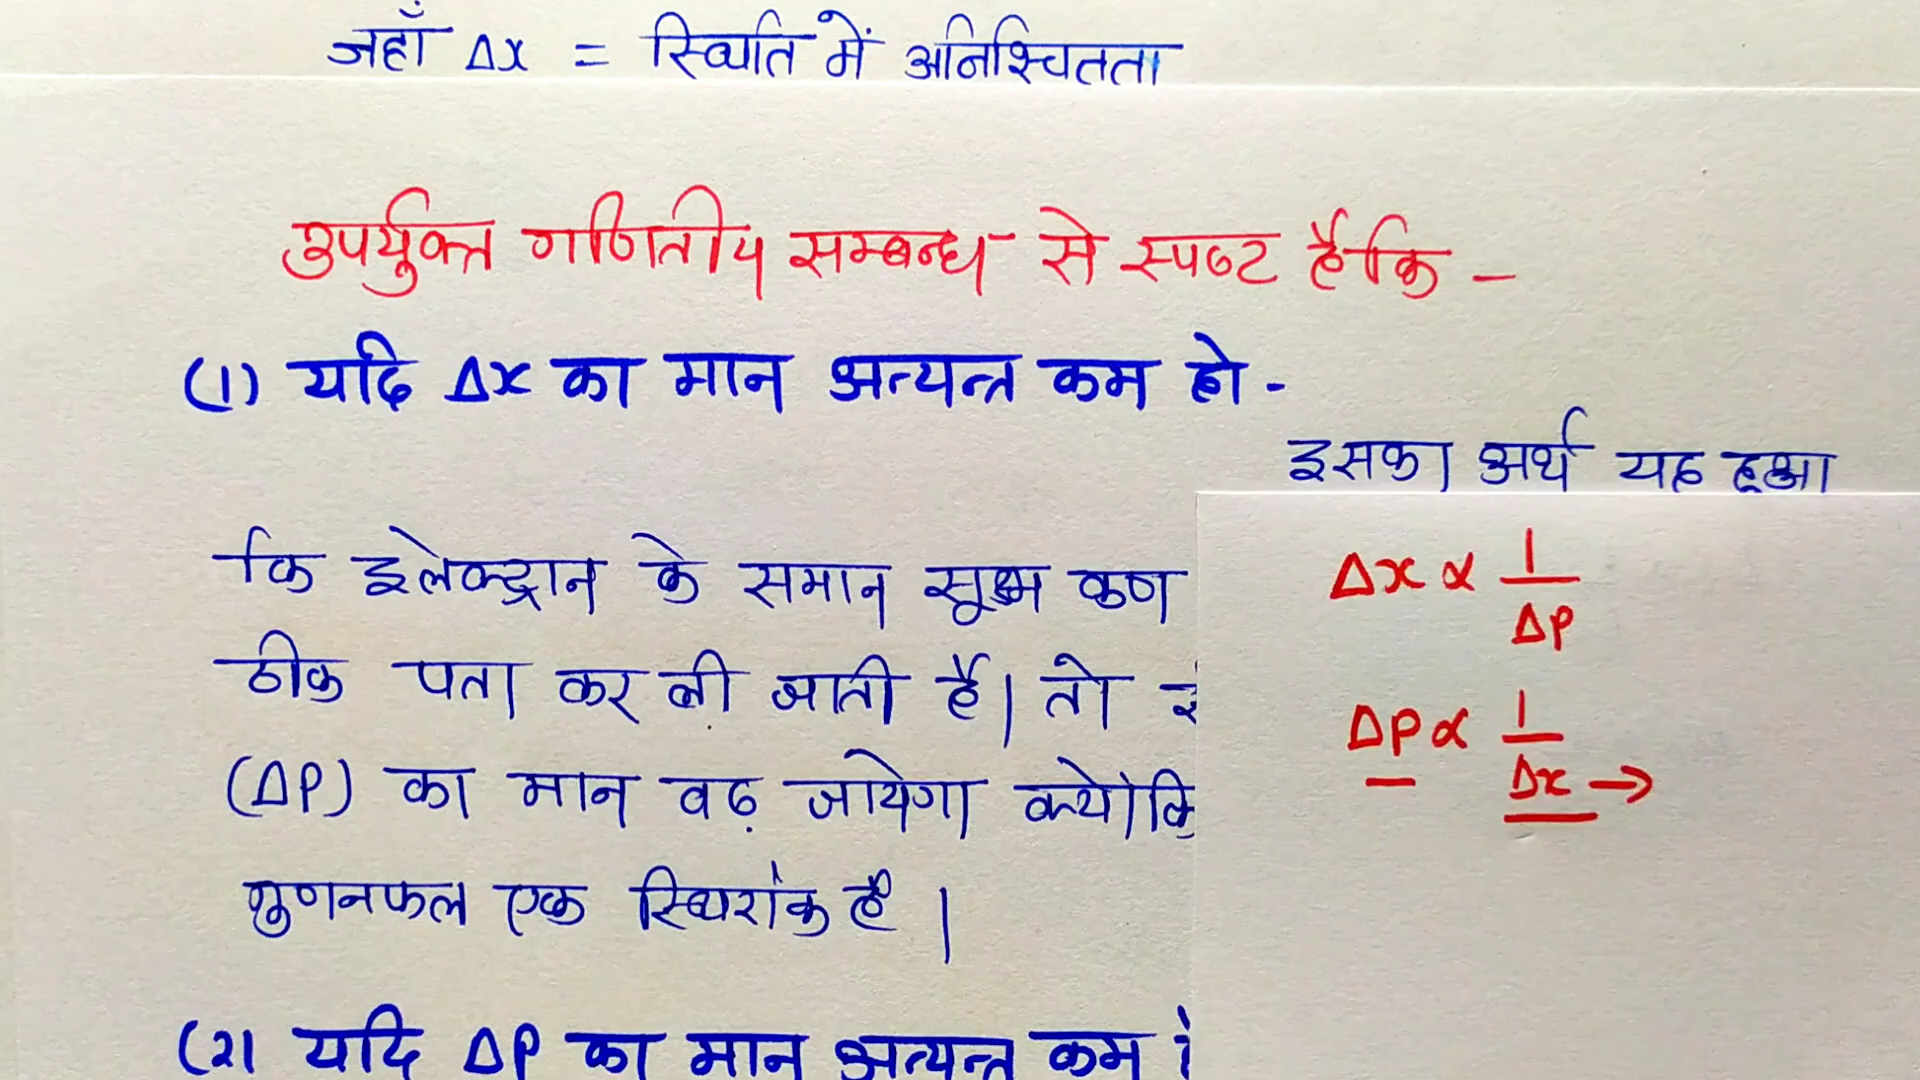 जहाँ Δx = स्थिति में अनिश्चितता
उपर्युक्त गणितीय सम्बन्ध से स्पष्ट है कि -
(1) यदि Δx का मान अत्यन्त कम हो -
इसका अर्थ यह हुआ
कि इलेक्ट्रान के समान सूक्ष्म कण
ठीक पता कर ली जाती है। तो
(ΔP) का मान बढ़ जायेगा क्योकि
गुणनफल एक स्थिरांक है।
(2) यदि ΔP का मान अत्यन्त कम
Δx ∝ 1/ΔP
ΔP ∝ 1/Δx →